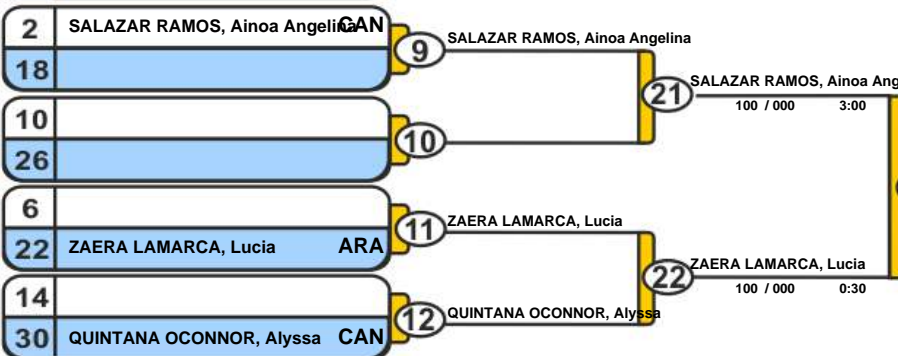 2 SALAZAR RAMOS, Ainoa Angelina CAN
18
9 SALAZAR RAMOS, Ainoa Angelina
21 SALAZAR RAMOS, Ainoa Ang
100 / 000 3:00
10
26
10
6
22 ZAERA LAMARCA, Lucia ARA
11 ZAERA LAMARCA, Lucia
22 ZAERA LAMARCA, Lucia
100 / 000 0:30
14
30 QUINTANA OCONNOR, Alyssa CAN
12 QUINTANA OCONNOR, Alyssa